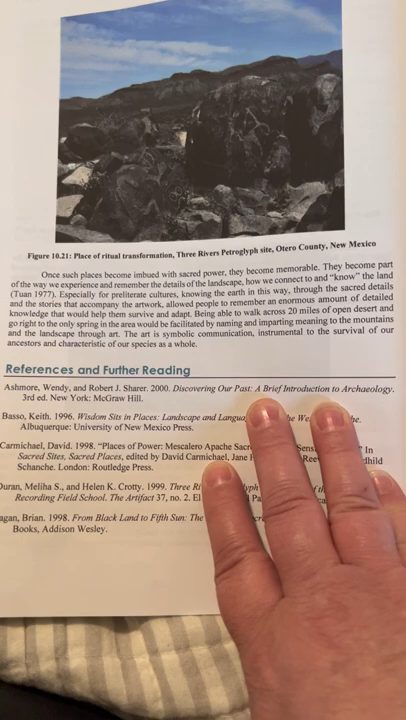 Figure 10.21: Place of ritual transformation, Three Rivers Petroglyph site, Otero County, New Mexico
Once such places become imbued with sacred power, they become memorable. They become part
of the way we experience and remember the details of the landscape, how we connect to and "know" the land
(Tuan 1977). Especially for preliterate cultures, knowing the earth in this way, through the sacred details
and the stories that accompany the artwork, allowed people to remember an enormous amount of detailed
knowledge that would help them survive and adapt. Being able to walk across 20 miles of open desert and
go right to the only spring in the area would be facilitated by naming and imparting meaning to the mountains
and the landscape through art. The art is symbolic communication, instrumental to the survival of our
ancestors and characteristic of our species as a whole.
References and Further Reading
Ashmore, Wendy, and Robert J. Sharer. 2000. Discovering Our Past: A Brief Introduction to Archaeology.
3rd ed. New York: McGraw Hill.
Basso, Keith. 1996. Wisdom Sits in Places: Landscape and
Albuquerque: University of New Mexico Press.
Carmichael, David. 1998. "Places of Power: Mescalero Apache In
Sacred Sites, Sacred Places, edited by David Carmichael, Jane
Schanche. London: Routledge Press.
Duran, Meliha S., and Helen K. Crotty. 1999. Three
Recording Field School. The Artifact 37, no. 2. El
agan, Brian. 1998. From Black Land to Fifth Sun: The
Books, Addison Wesley.